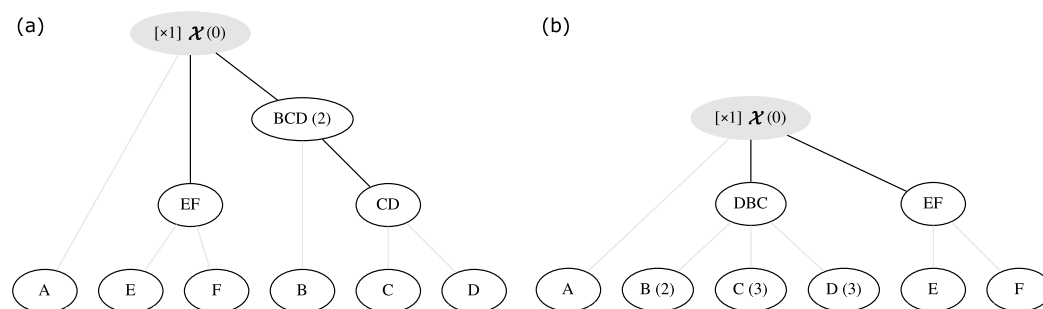 (a)
[×1] 𝓧 (0)
BCD (2)
EF
CD
A
E
F
B
C
D
(b)
[×1] 𝓧 (0)
DBC
EF
A
B (2)
C (3)
D (3)
E
F